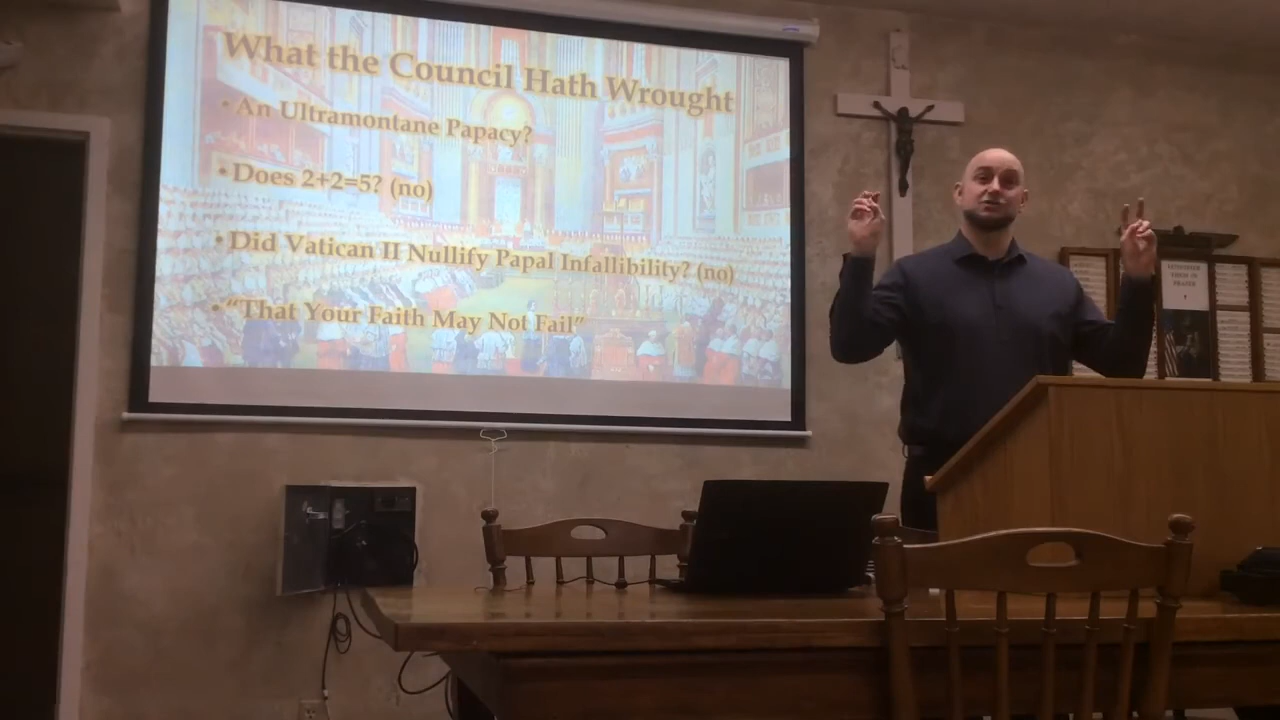 What the Council Hath Wrought
• An Ultramontane Papacy?
• Does 2+2=5? (no)
• Did Vatican II Nullify Papal Infallibility? (no)
• “That Your Faith May Not Fail”